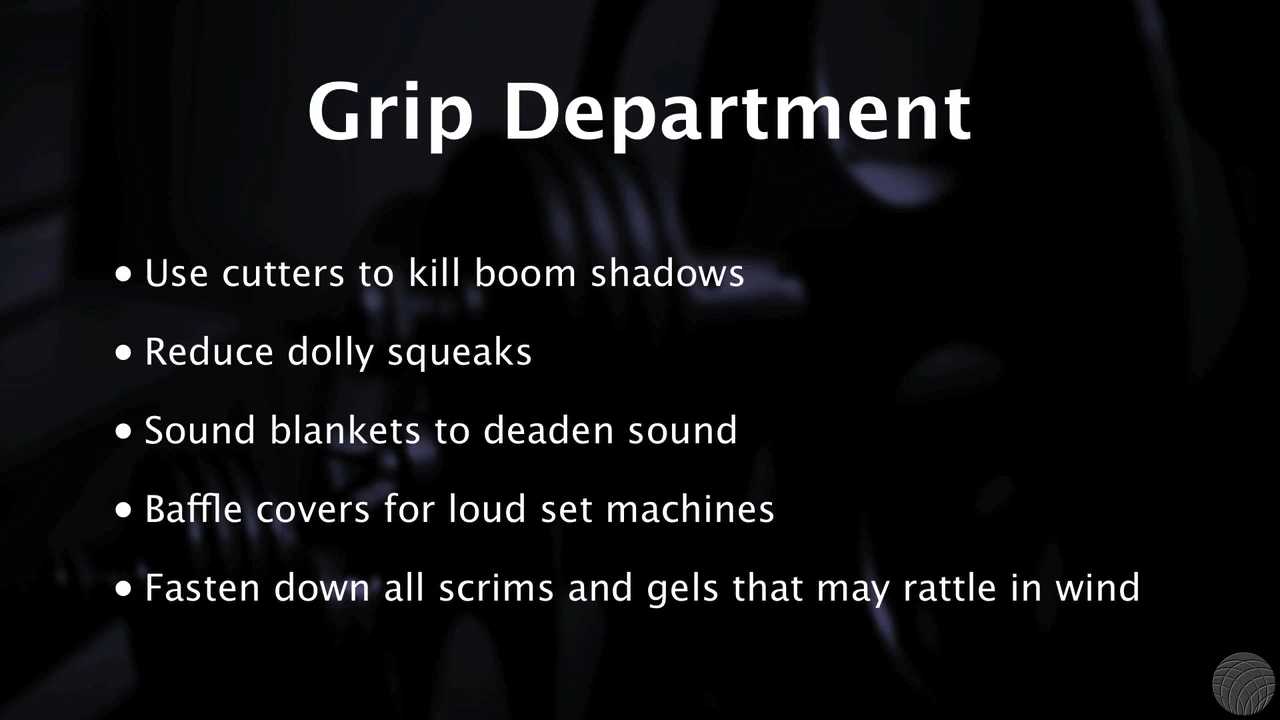 Grip Department
• Use cutters to kill boom shadows
• Reduce dolly squeaks
• Sound blankets to deaden sound
• Baffle covers for loud set machines
• Fasten down all scrims and gels that may rattle in wind